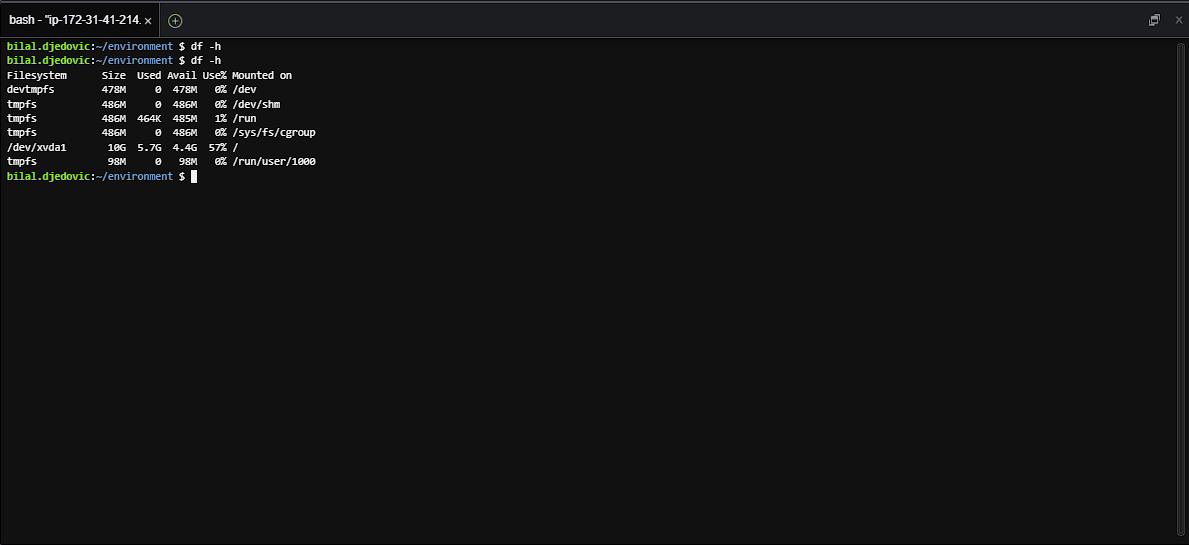 bash - "ip-172-31-41-214.
bilal.djedovic:~/environment $ df -h
bilal.djedovic:~/environment $ df -h
Filesystem      Size  Used Avail Use% Mounted on
devtmpfs        478M     0  478M   0% /dev
tmpfs           486M     0  486M   0% /dev/shm
tmpfs           486M  464K  485M   1% /run
tmpfs           486M     0  486M   0% /sys/fs/cgroup
/dev/xvda1       10G  5.7G  4.4G  57% /
tmpfs            98M     0   98M   0% /run/user/1000
bilal.djedovic:~/environment $